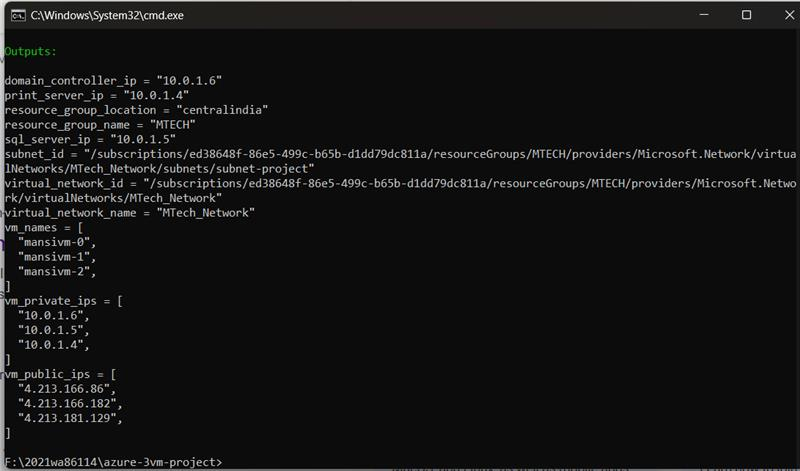 C:\Windows\System32\cmd.exe
Outputs:
domain_controller_ip = "10.0.1.6"
print_server_ip = "10.0.1.4"
resource_group_location = "centralindia"
resource_group_name = "MTECH"
sql_server_ip = "10.0.1.5"
subnet_id = "/subscriptions/ed38648f-86e5-499c-b65b-d1dd79dc811a/resourceGroups/MTECH/providers/Microsoft.Network/virtua
lNetworks/MTech_Network/subnets/subnet-project"
virtual_network_id = "/subscriptions/ed38648f-86e5-499c-b65b-d1dd79dc811a/resourceGroups/MTECH/providers/Microsoft.Netwo
rk/virtualNetworks/MTech_Network"
virtual_network_name = "MTech_Network"
vm_names = [
  "mansivm-0",
  "mansivm-1",
  "mansivm-2",
]
vm_private_ips = [
  "10.0.1.6",
  "10.0.1.5",
  "10.0.1.4",
]
vm_public_ips = [
  "4.213.166.86",
  "4.213.166.182",
  "4.213.181.129",
]
F:\2021wa86114\azure-3vm-project>